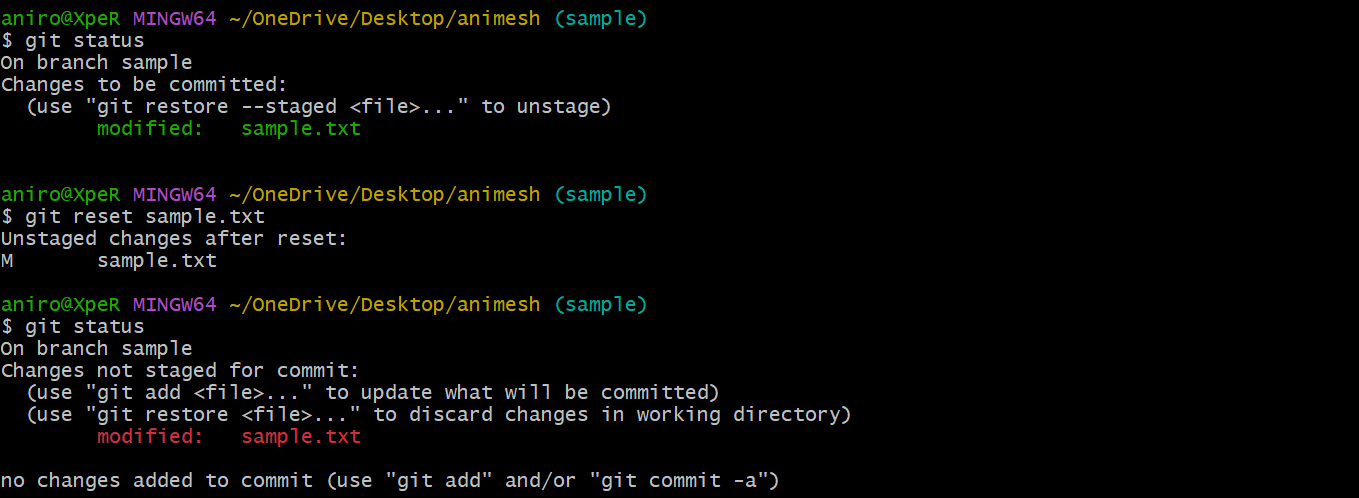 aniro@XpeR MINGW64 ~/OneDrive/Desktop/animesh (sample)
$ git status
On branch sample
Changes to be committed:
  (use "git restore --staged <file>..." to unstage)
        modified:   sample.txt

aniro@XpeR MINGW64 ~/OneDrive/Desktop/animesh (sample)
$ git reset sample.txt
Unstaged changes after reset:
M       sample.txt

aniro@XpeR MINGW64 ~/OneDrive/Desktop/animesh (sample)
$ git status
On branch sample
Changes not staged for commit:
  (use "git add <file>..." to update what will be committed)
  (use "git restore <file>..." to discard changes in working directory)
        modified:   sample.txt

no changes added to commit (use "git add" and/or "git commit -a")